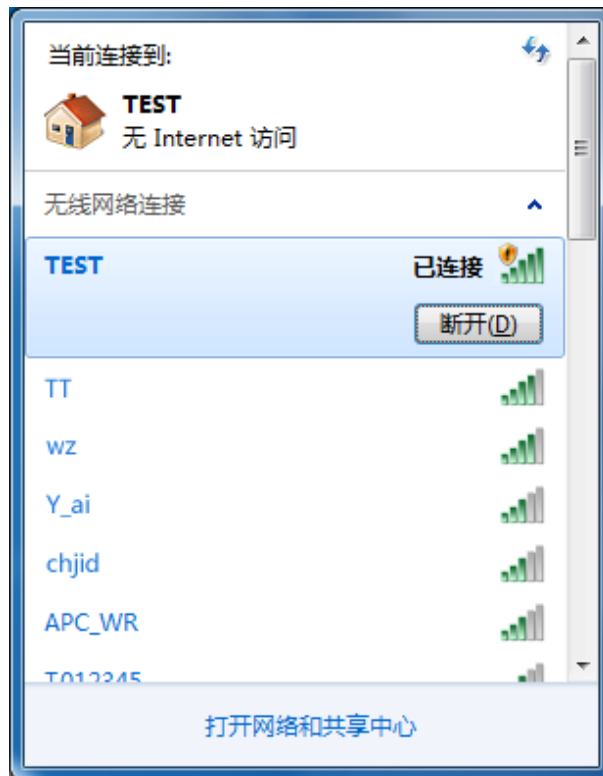 当前连接到:
TEST
无 Internet 访问
无线网络连接
TEST 已连接
断开(D)
TT
wz
Y_ai
chjid
APC_WR
T012345
打开网络和共享中心